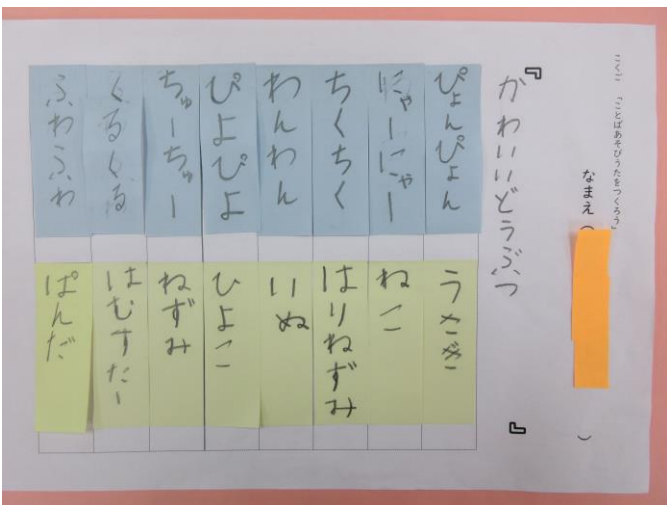 こくご 「ことばあそびうたをつくろう」
なまえ（ ）
『かわいいどうぶつ』
ぴょんぴょん うさぎ
にゃーにゃー ねこ
ちくちく はりねずみ
わんわん いぬ
ぴよぴよ ひよこ
ちゅーちゅー ねずみ
くるくる はむすたー
ふわふわ ぱんだ